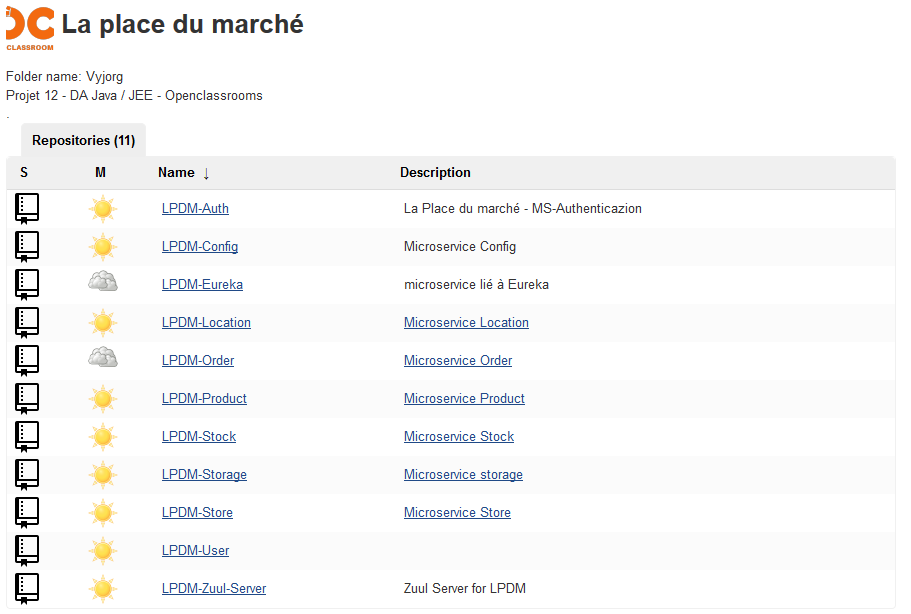 CLASSROOM
La place du marché
Folder name: Vyjorg
Projet 12 - DA Java / JEE - Openclassrooms
.
Repositories (11)
S M Name ↓ Description
LPDM-Auth La Place du marché - MS-Authenticazion
LPDM-Config Microservice Config
LPDM-Eureka microservice lié à Eureka
LPDM-Location Microservice Location
LPDM-Order Microservice Order
LPDM-Product Microservice Product
LPDM-Stock Microservice Stock
LPDM-Storage Microservice storage
LPDM-Store Microservice Store
LPDM-User
LPDM-Zuul-Server Zuul Server for LPDM